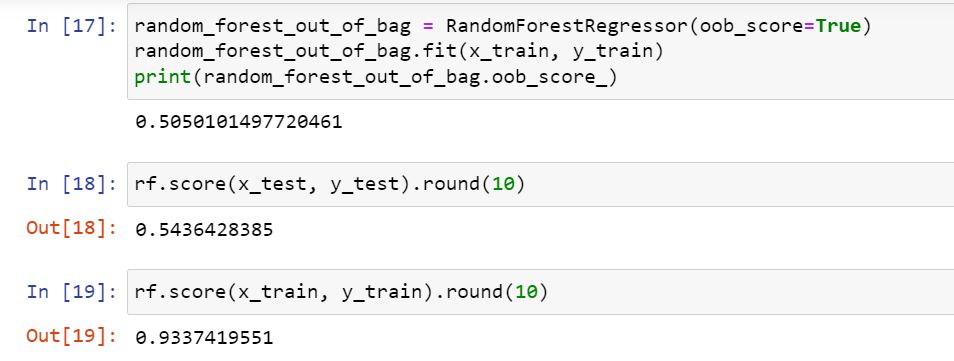 In [17]: random_forest_out_of_bag = RandomForestRegressor(oob_score=True)
random_forest_out_of_bag.fit(x_train, y_train)
print(random_forest_out_of_bag.oob_score_)
0.5050101497720461
In [18]: rf.score(x_test, y_test).round(10)
Out[18]: 0.5436428385
In [19]: rf.score(x_train, y_train).round(10)
Out[19]: 0.9337419551